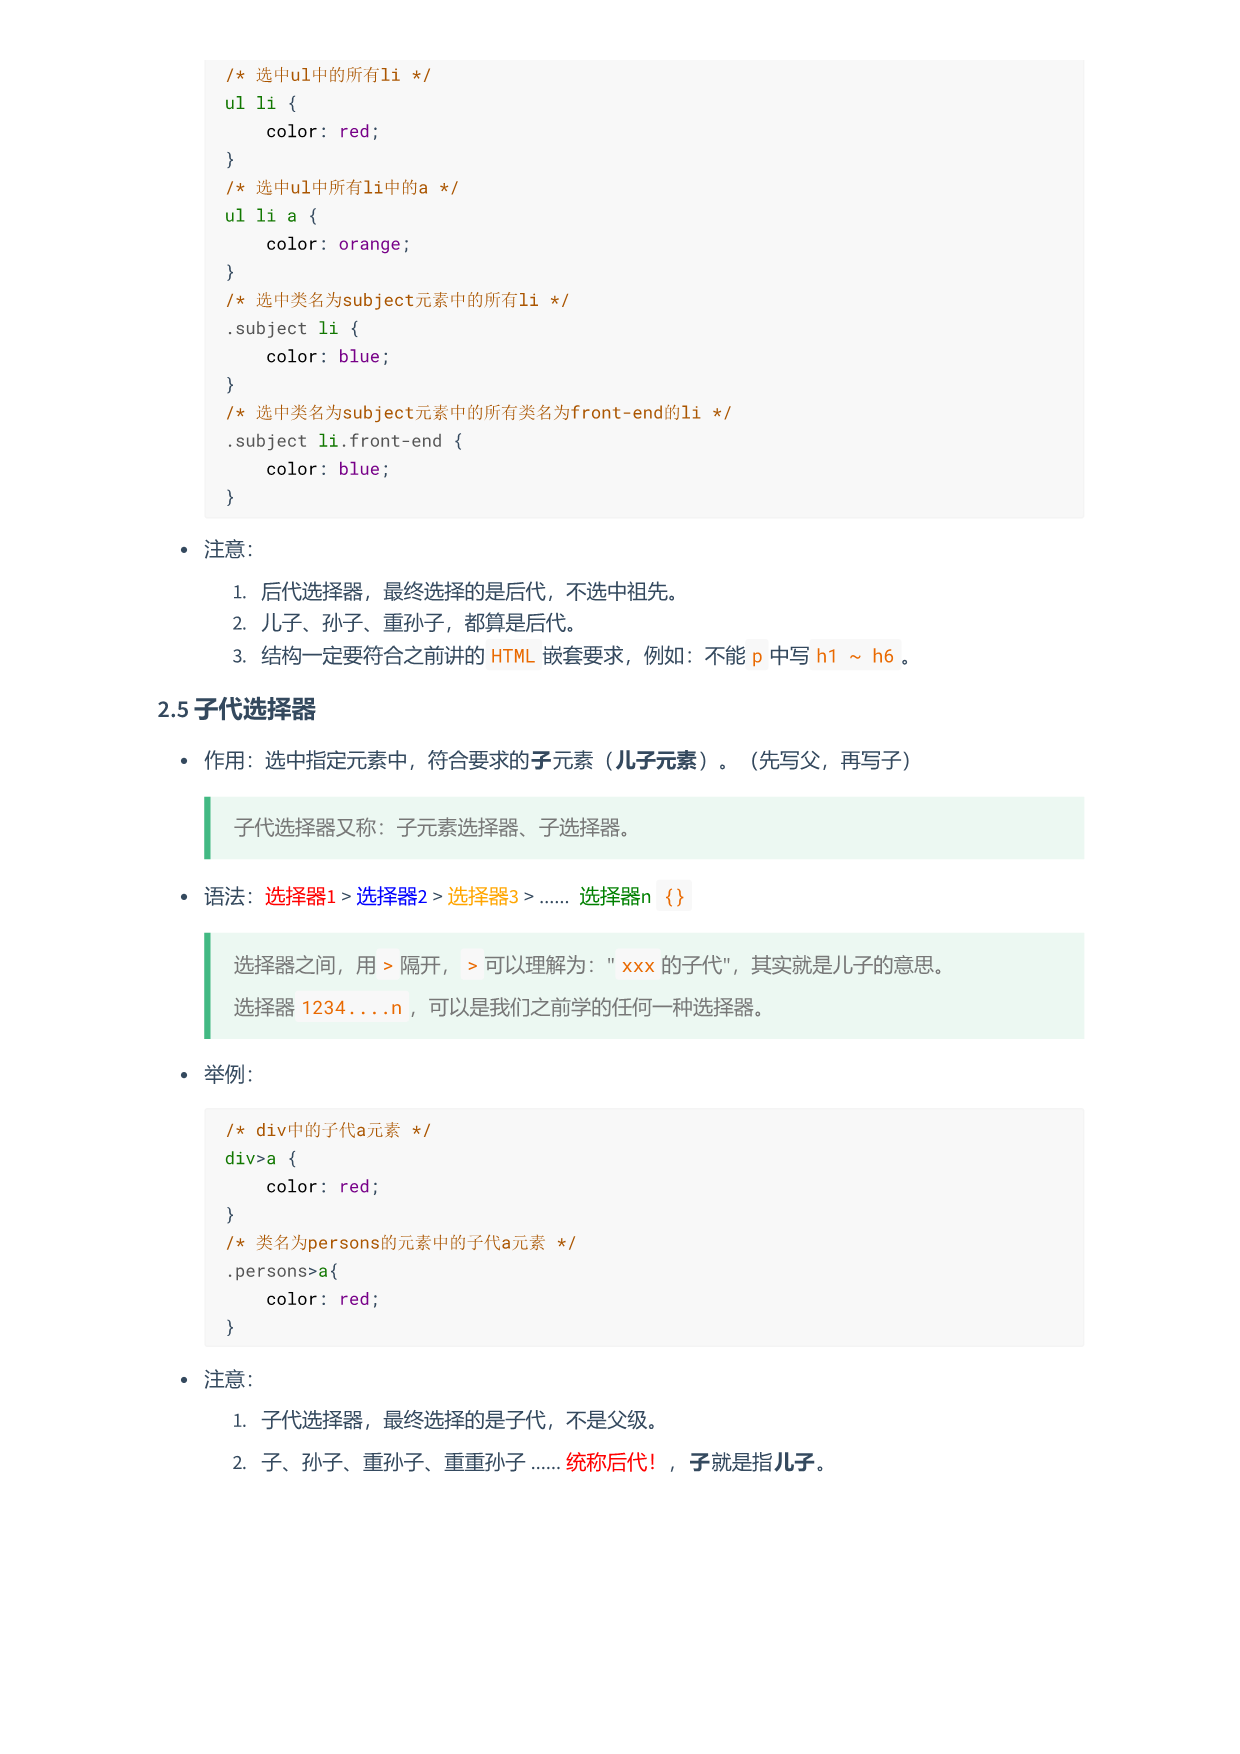 /* 选中ul中的所有li */
ul li {
    color: red;
}
/* 选中ul中所有li中的a */
ul li a {
    color: orange;
}
/* 选中类名为subject元素中的所有li */
.subject li {
    color: blue;
}
/* 选中类名为subject元素中的所有类名为front-end的li */
.subject li.front-end {
    color: blue;
}
• 注意：
1. 后代选择器，最终选择的是后代，不选中祖先。
2. 儿子、孙子、重孙子，都算是后代。
3. 结构一定要符合之前讲的 HTML 嵌套要求，例如：不能 p 中写 h1 ~ h6 。
2.5 子代选择器
• 作用：选中指定元素中，符合要求的子元素（儿子元素）。（先写父，再写子）
子代选择器又称：子元素选择器、子选择器。
• 语法：选择器1 > 选择器2 > 选择器3 > ...... 选择器n {}
选择器之间，用 > 隔开， > 可以理解为：" xxx 的子代"，其实就是儿子的意思。
选择器 1234....n ，可以是我们之前学的任何一种选择器。
• 举例：
/* div中的子代a元素 */
div>a {
    color: red;
}
/* 类名为persons的元素中的子代a元素 */
.persons>a{
    color: red;
}
• 注意：
1. 子代选择器，最终选择的是子代，不是父级。
2. 子、孙子、重孙子、重重孙子 ...... 统称后代！，子就是指儿子。